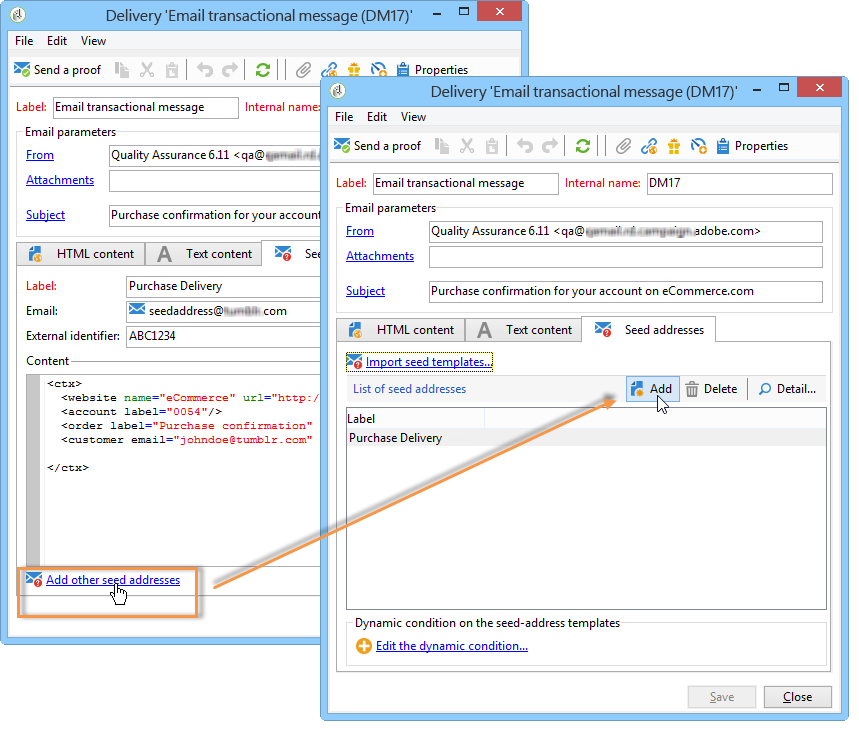 Delivery 'Email transactional message (DM17)'
File Edit View
Send a proof Properties
Label: Email transactional message Internal name:
Email parameters
From Quality Assurance 6.11 <qa@
Attachments
Subject Purchase confirmation for your account
HTML content Text content
Label: Purchase Delivery
Email: seedaddress@ .com
External identifier: ABC1234
Content
<ctx>
<website name="eCommerce" url="http:/
<account label="0054"/>
<order label="Purchase confirmation"
<customer email="johndoe@tumblr.com"
</ctx>
Add other seed addresses
Delivery 'Email transactional message (DM17)'
File Edit View
Send a proof Properties
Label: Email transactional message Internal name: DM17
Email parameters
From Quality Assurance 6.11 <qa@ .adobe.com>
Attachments
Subject Purchase confirmation for your account on eCommerce.com
HTML content Text content Seed addresses
Import seed templates...
List of seed addresses Add Delete Detail...
Label
Purchase Delivery
Dynamic condition on the seed-address templates
Edit the dynamic condition...
Save Close